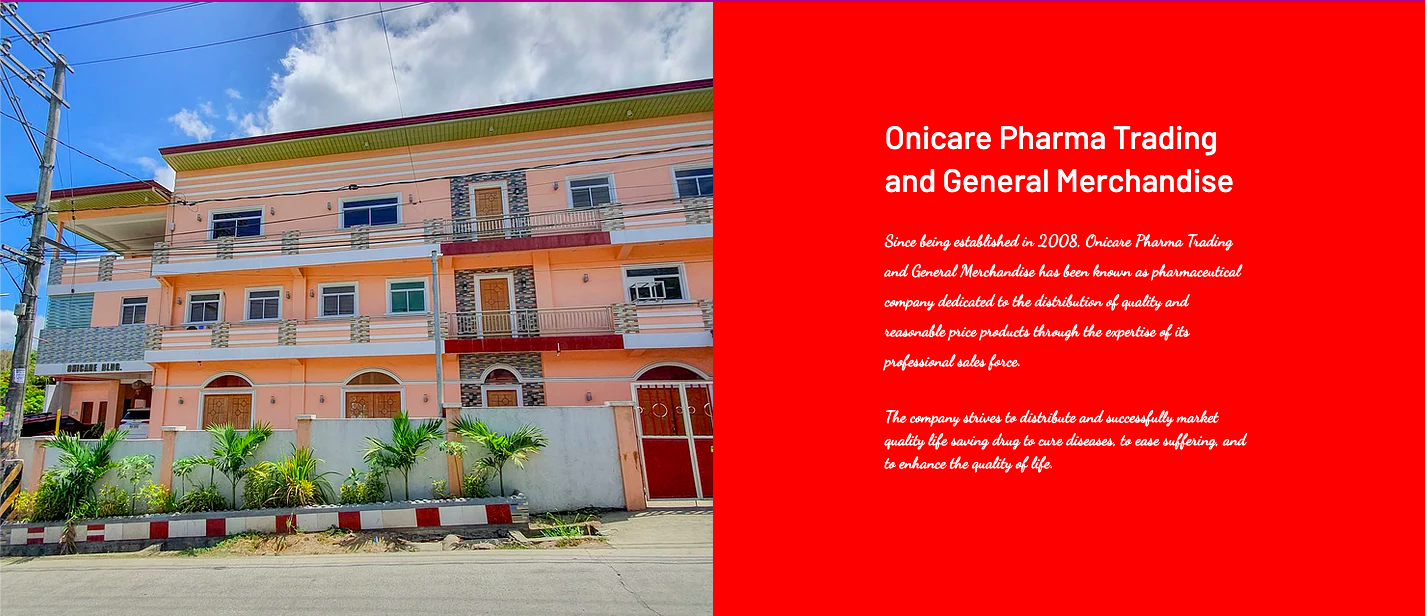 ONICARE BLDG.
Onicare Pharma Trading
and General Merchandise
Since being established in 2008, Onicare Pharma Trading
and General Merchandise has been known as pharmaceutical
company dedicated to the distribution of quality and
reasonable price products through the expertise of its
professional sales force.
The company strives to distribute and successfully market
quality life saving drug to cure diseases, to ease suffering, and
to enhance the quality of life.